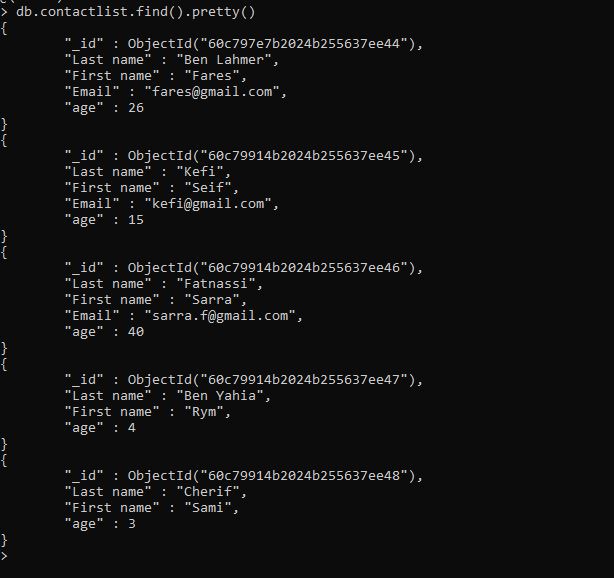 > db.contactlist.find().pretty()
{
"_id" : ObjectId("60c797e7b2024b255637ee44"),
"Last name" : "Ben Lahmer",
"First name" : "Fares",
"Email" : "fares@gmail.com",
"age" : 26
}
{
"_id" : ObjectId("60c79914b2024b255637ee45"),
"Last name" : "Kefi",
"First name" : "Seif",
"Email" : "kefi@gmail.com",
"age" : 15
}
{
"_id" : ObjectId("60c79914b2024b255637ee46"),
"Last name" : "Fatnassi",
"First name" : "Sarra",
"Email" : "sarra.f@gmail.com",
"age" : 40
}
{
"_id" : ObjectId("60c79914b2024b255637ee47"),
"Last name" : "Ben Yahia",
"First name" : "Rym",
"age" : 4
}
{
"_id" : ObjectId("60c79914b2024b255637ee48"),
"Last name" : "Cherif",
"First name" : "Sami",
"age" : 3
}
>